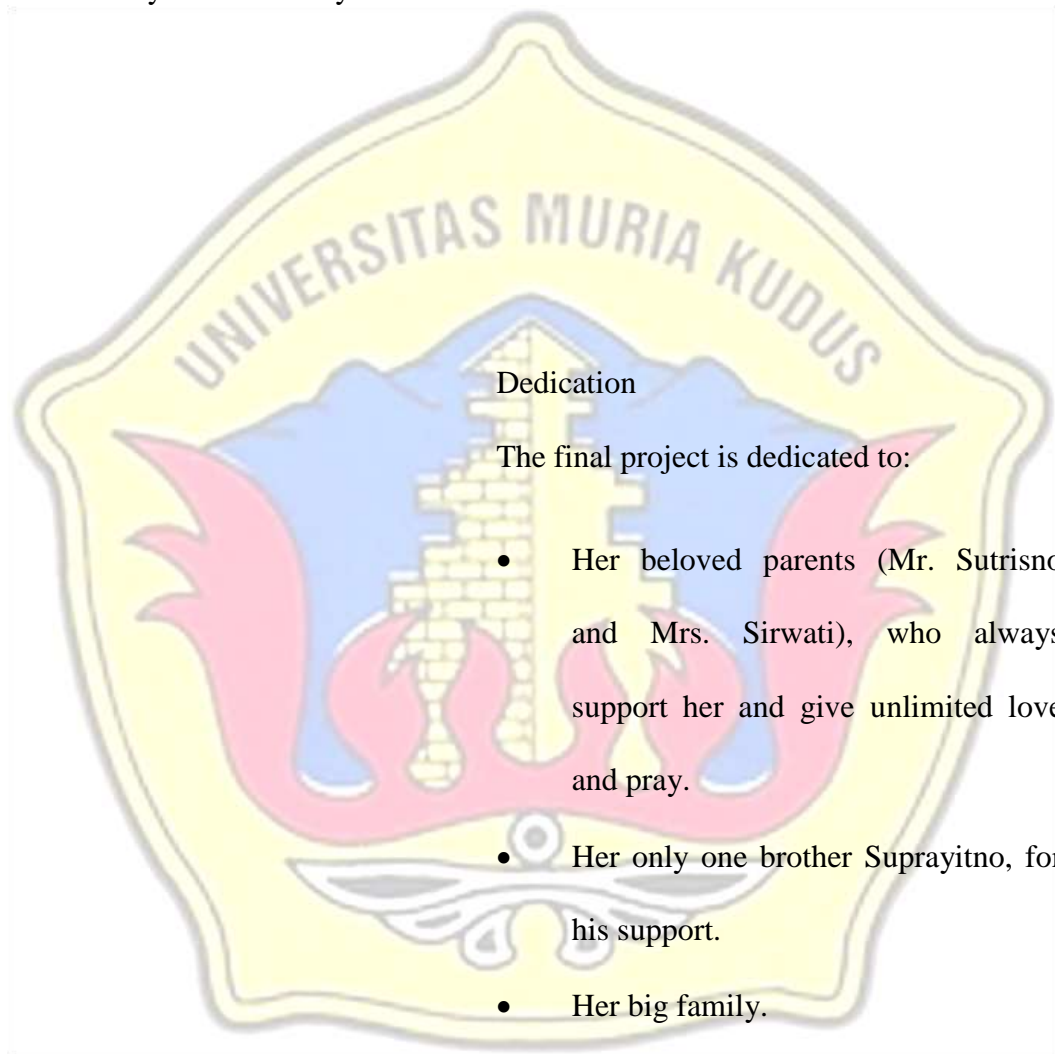 UNIVERSITAS MURIA KUDUS
Dedication
The final project is dedicated to:
• Her beloved parents (Mr. Sutrisno
and Mrs. Sirwati), who always
support her and give unlimited love
and pray.
• Her only one brother Suprayitno, for
his support.
• Her big family.